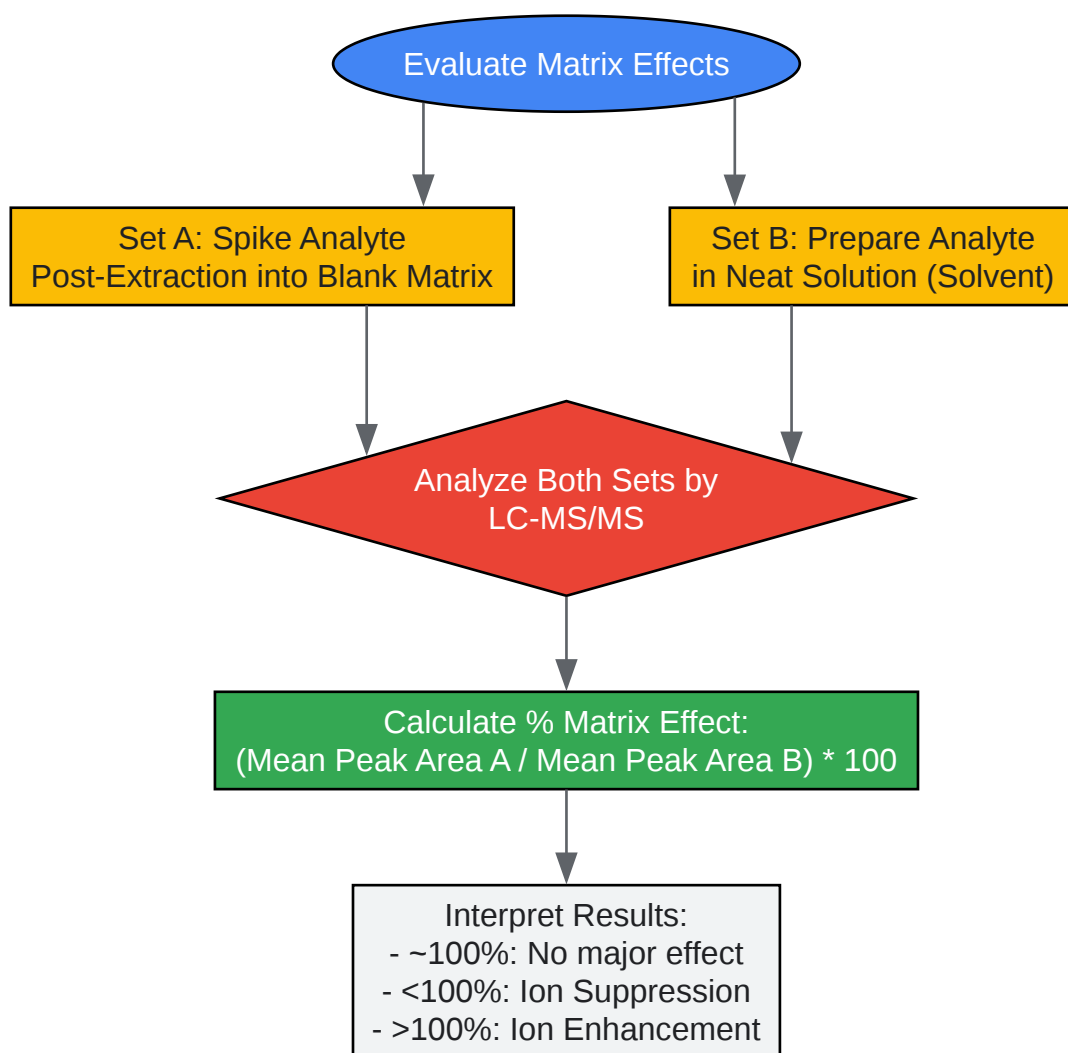 Evaluate Matrix Effects
Set A: Spike Analyte
Post-Extraction into Blank Matrix
Set B: Prepare Analyte
in Neat Solution (Solvent)
Analyze Both Sets by
LC-MS/MS
Calculate % Matrix Effect:
(Mean Peak Area A / Mean Peak Area B) * 100
Interpret Results:
- ~100%: No major effect
- <100%: Ion Suppression
- >100%: Ion Enhancement